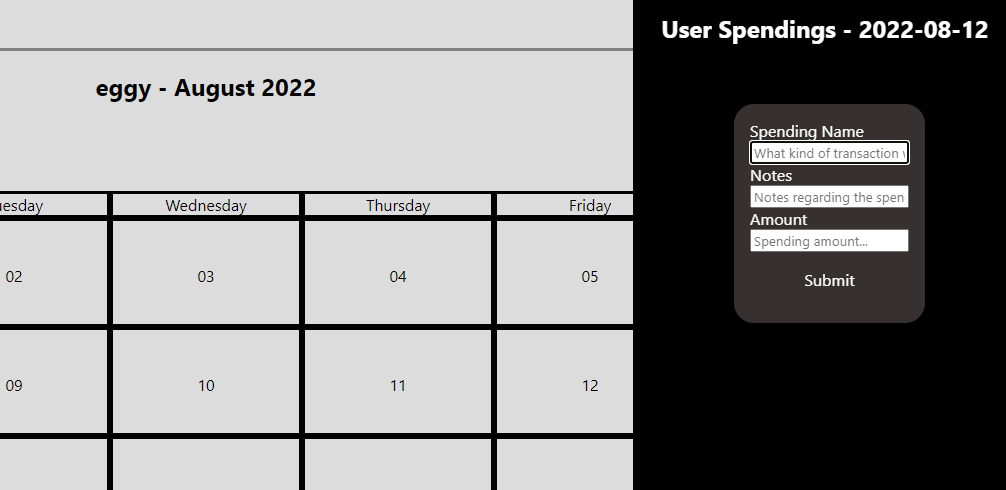 User Spendings - 2022-08-12
eggy - August 2022
Wednesday Thursday Friday
02 03 04 05
09 10 11 12
Spending Name
What kind of transaction
Notes
Notes regarding the spen
Amount
Spending amount...
Submit